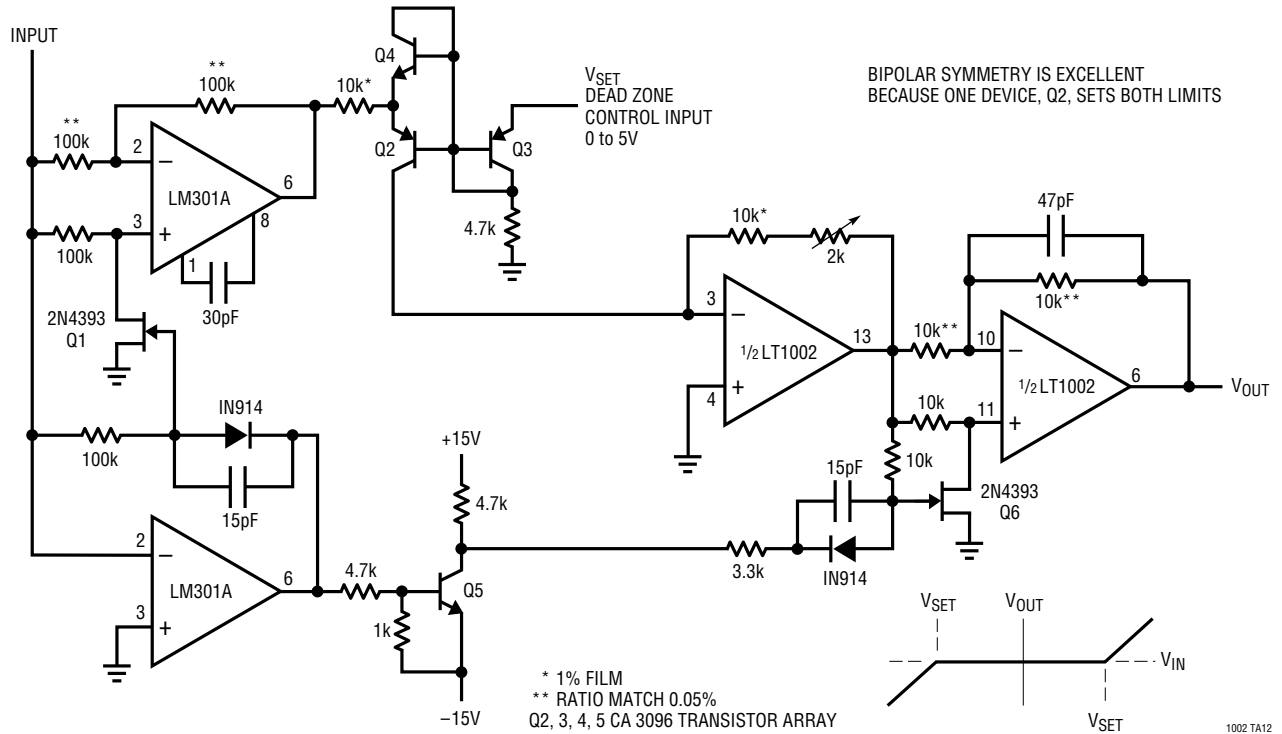 INPUT
**
100k
**
100k
2
–
LM301A
6
3
+
8
100k
1
30pF
2N4393
Q1
10k*
Q4
Q2
Q3
V_SET
DEAD ZONE
CONTROL INPUT
0 to 5V
4.7k
BIPOLAR SYMMETRY IS EXCELLENT
BECAUSE ONE DEVICE, Q2, SETS BOTH LIMITS
100k
IN914
15pF
2
–
LM301A
6
3
+
4.7k
1k
+15V
4.7k
Q5
–15V
10k*
2k
3
–
1/2 LT1002
13
+
4
47pF
10k**
10k**
10
–
1/2 LT1002
6
V_OUT
10k
11
+
10k
15pF
2N4393
Q6
3.3k
IN914
V_SET
V_OUT
V_IN
V_SET
* 1% FILM
** RATIO MATCH 0.05%
Q2, 3, 4, 5 CA 3096 TRANSISTOR ARRAY
1002 TA12